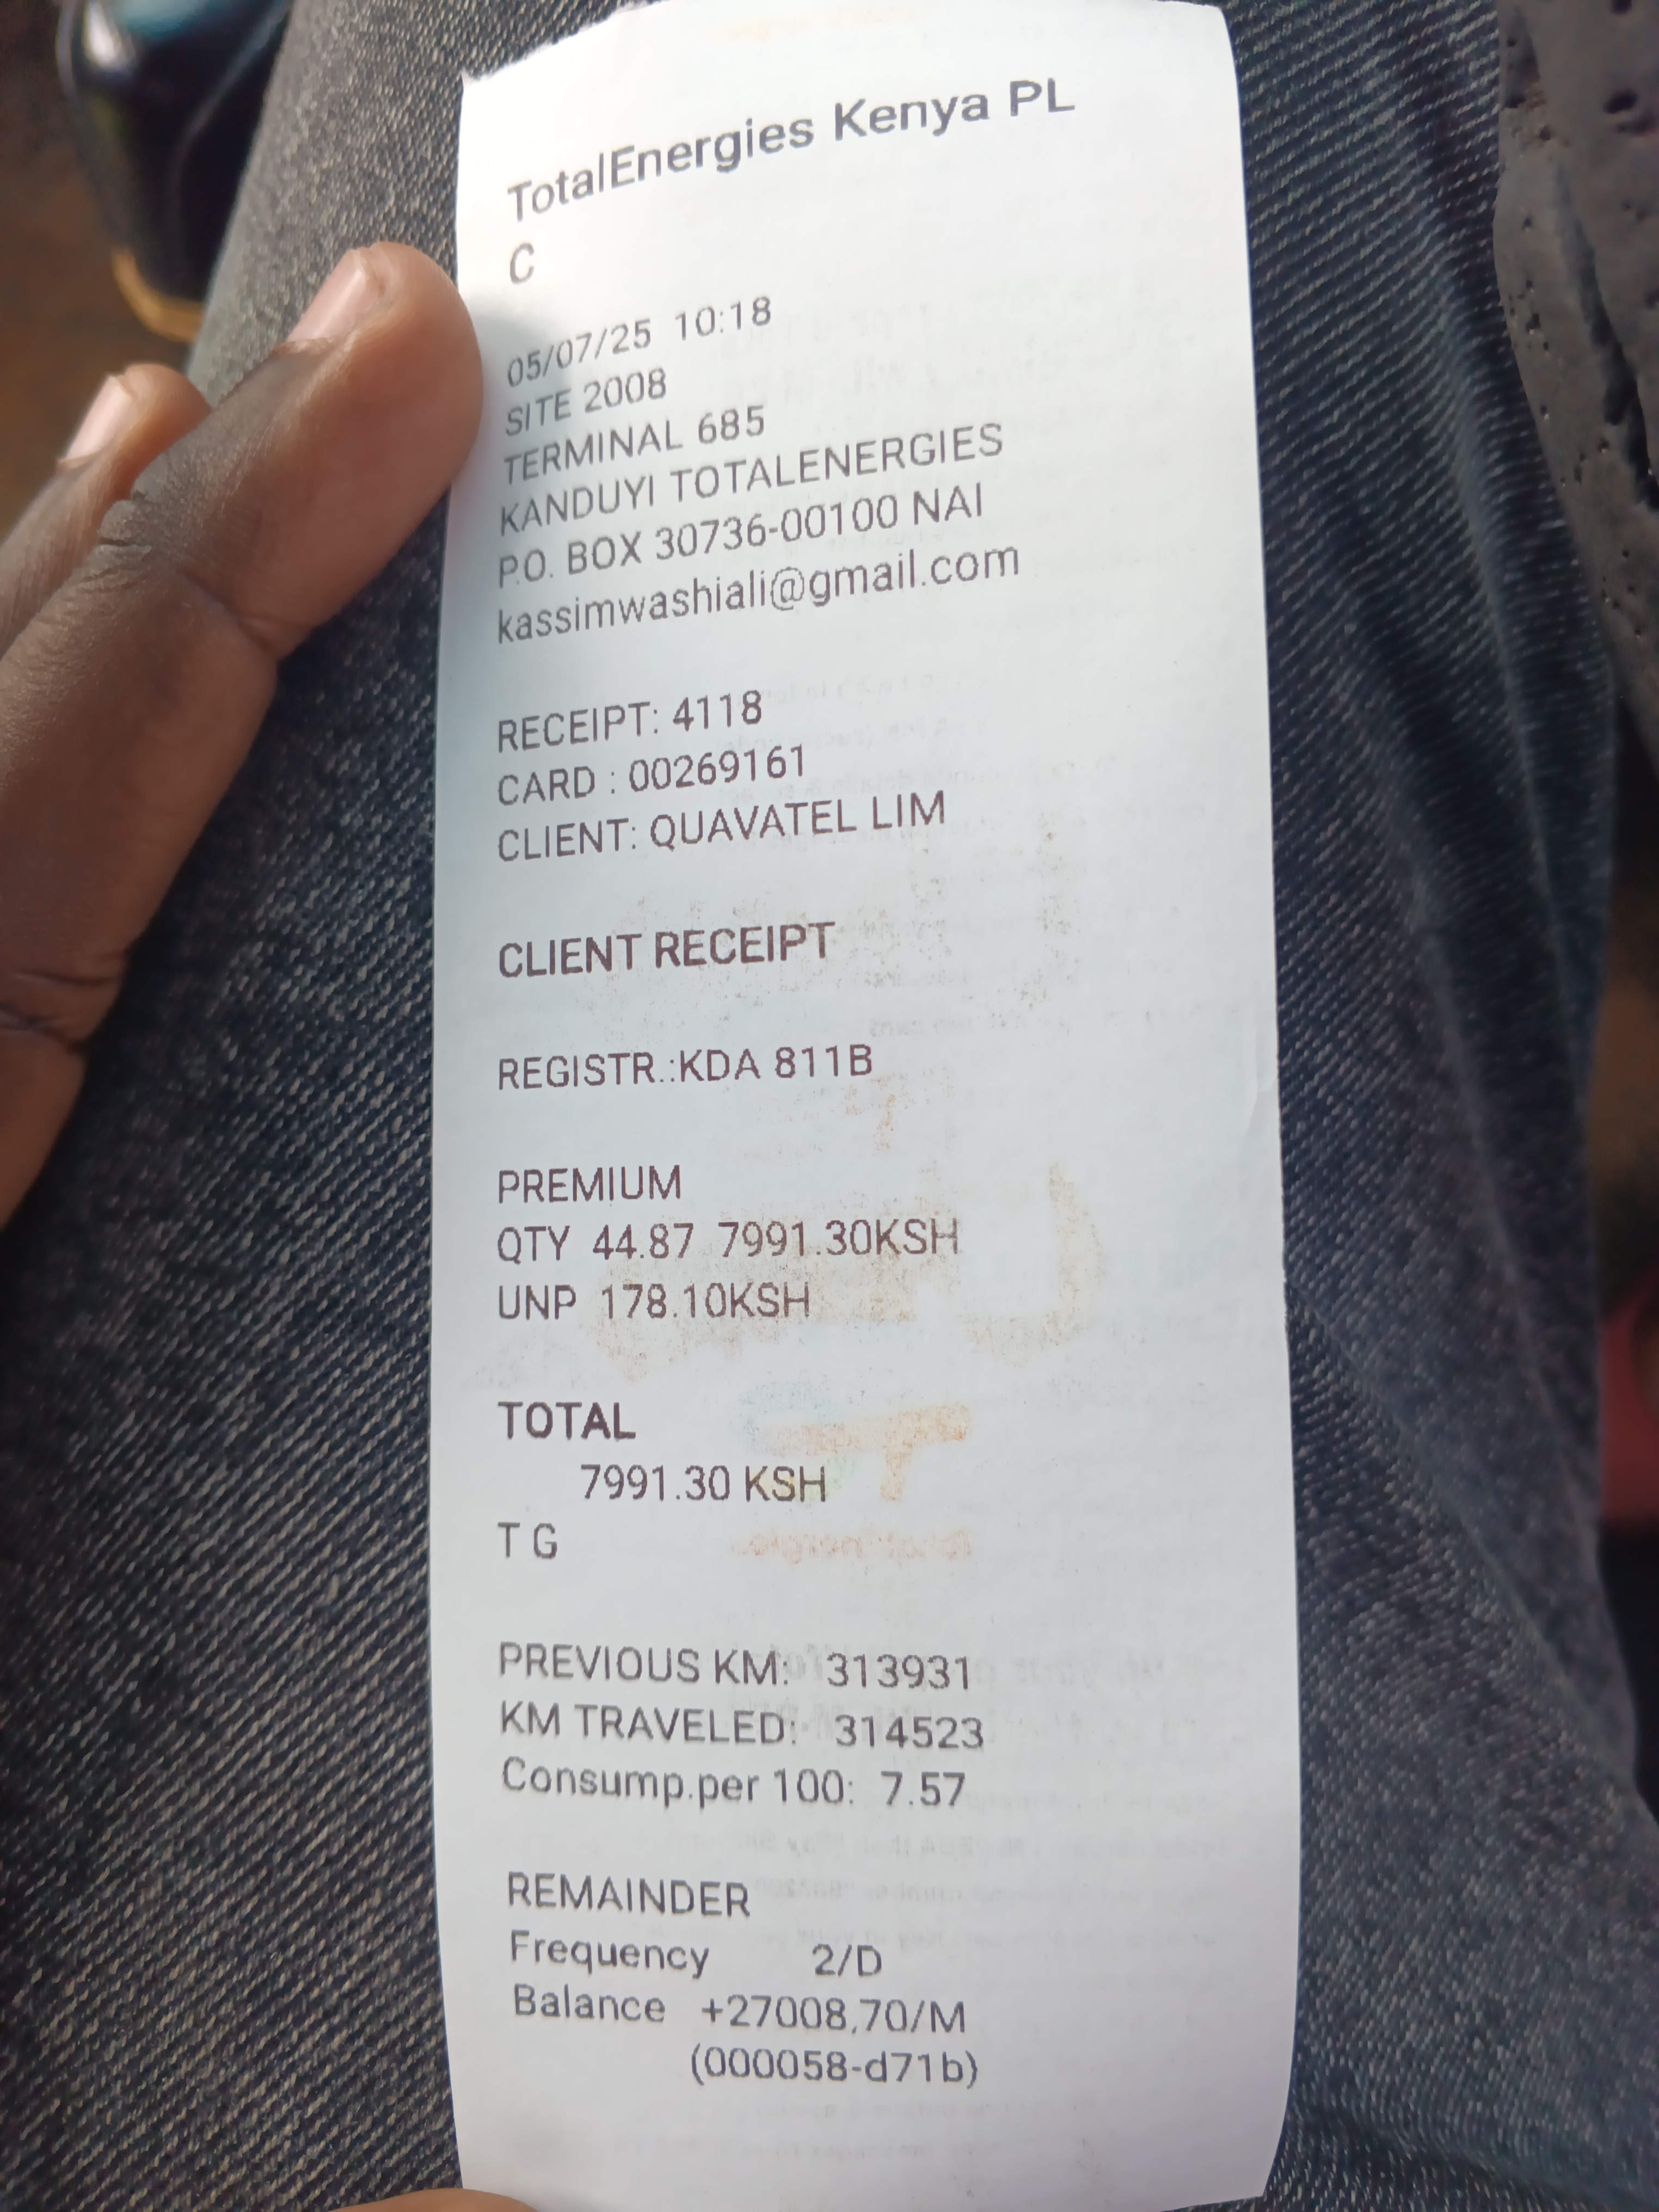 TotalEnergies Kenya PL
C
05/07/25 10:18
SITE 2008
TERMINAL 685
KANDUYI TOTALENERGIES
P.O. BOX 30736-00100 NAI
kassimwashiali@gmail.com
RECEIPT: 4118
CARD : 00269161
CLIENT: QUAVATEL LIM
CLIENT RECEIPT
REGISTR.:KDA 811B
PREMIUM
QTY 44.87 7991.30KSH
UNP 178.10KSH
TOTAL
7991.30 KSH
T G
PREVIOUS KM: 313931
KM TRAVELED: 314523
Consump.per 100: 7.57
REMAINDER
Frequency 2/D
Balance +27008.70/M
(000058-d71b)